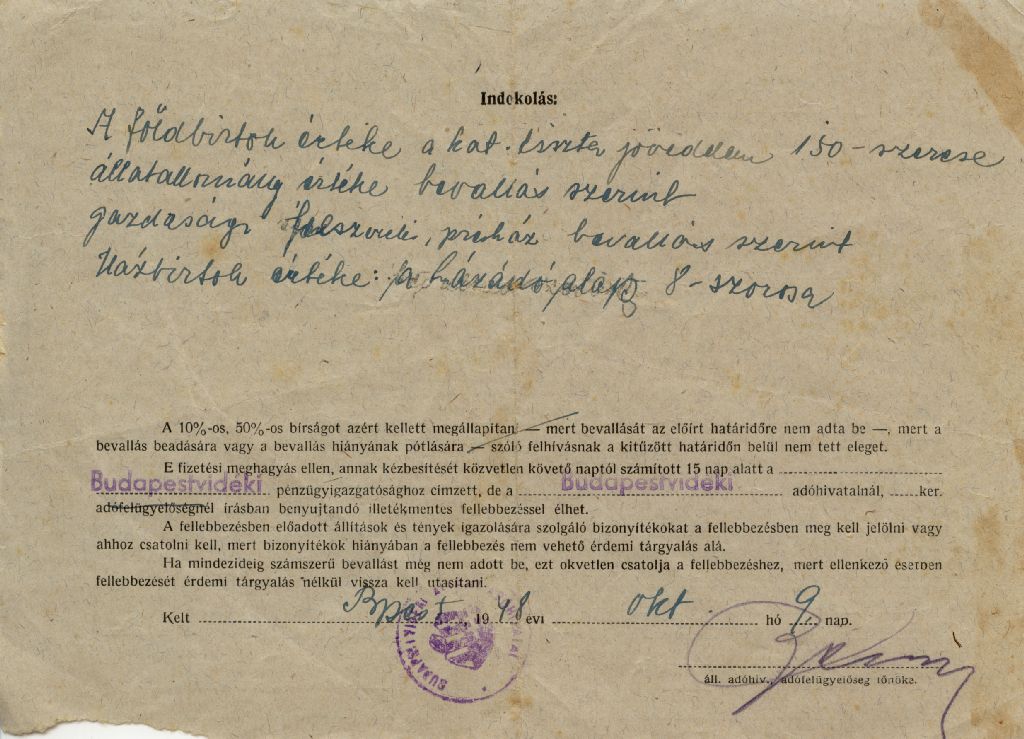 Indokolás:
A földbirtok értéke a kat. tiszta jövedelem 150-szerese
állatállomány értéke bevallás szerint
gazdasági felszerelés, présház bevallás szerint
Házbirtok értéke: a házadó alap 8-szorosa
A 10%-os, 50%-os bírságot azért kellett megállapítan — mert bevallását az előírt határidőre nem adta be —, mert a
bevallás beadására vagy a bevallás hiányának pótlására — szóló felhívásnak a kitűzött határidőn belül nem tett eleget.
E fizetési meghagyás ellen, annak kézbesítését közvetlen követő naptól számított 15 nap alatt a
Budapestvidéki pénzügyigazgatósághoz címzett, de a Budapestvidéki adóhivatalnál, ......ker.
adófelügyelőségnél írásban benyujtandó illetékmentes fellebbezéssel élhet.
A fellebbezésben előadott állítások és tények igazolására szolgáló bizonyítékokat a fellebbezésben meg kell jelölni vagy
ahhoz csatolni kell, mert bizonyítékok hiányában a fellebbezés nem vehető érdemi tárgyalás alá.
Ha mindezideig számszerű bevallást még nem adott be, ezt okvetlen csatolja a fellebbezéshez, mert ellenkező esetben
fellebbezését érdemi tárgyalás nélkül vissza kell utasítani.
Kelt Bpest, 1948 évi okt. hó 9 nap.
áll. adóhiv., adófelügyelőség főnöke.